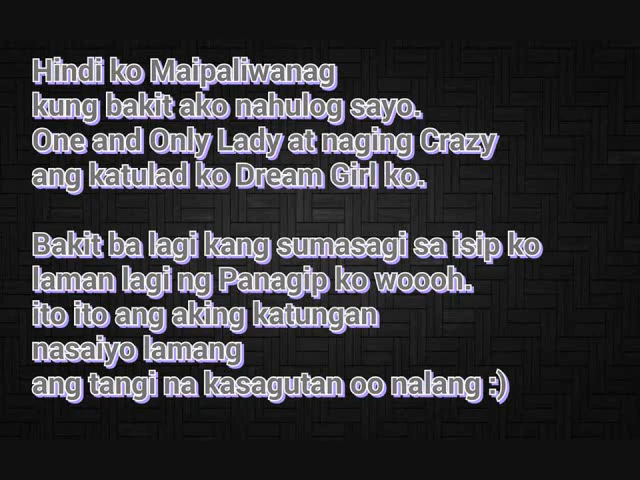 Hindi ko Maipaliwanag
kung bakit ako nahulog sayo.
One and Only Lady at naging Crazy
ang katulad ko Dream Girl ko.
Bakit ba lagi kang sumasagi sa isip ko
laman lagi ng Panagip ko woooh.
ito ito ang aking katungan
nasaiyo lamang
ang tangi na kasagutan oo nalang :)